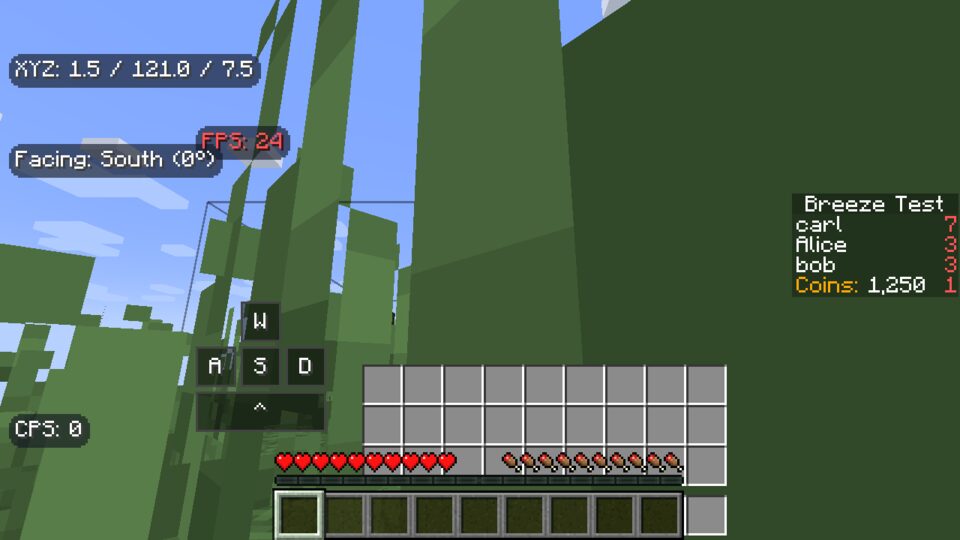 XYZ: 1.5 / 121.0 / 7.5
FPS: 24
Facing: South (0°)
Breeze Test
carl 7
Alice 3
bob 3
Coins: 1,250 1
W
A S D
^
CPS: 0